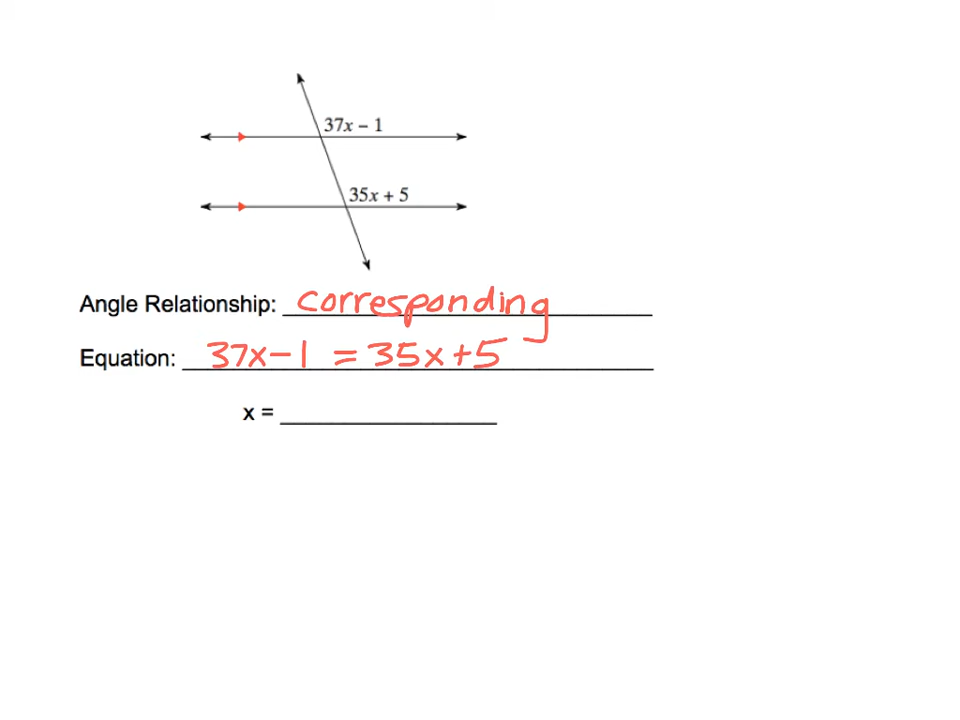 37x – 1
35x + 5
Angle Relationship: corresponding
Equation: 37x – 1 = 35x + 5
x =